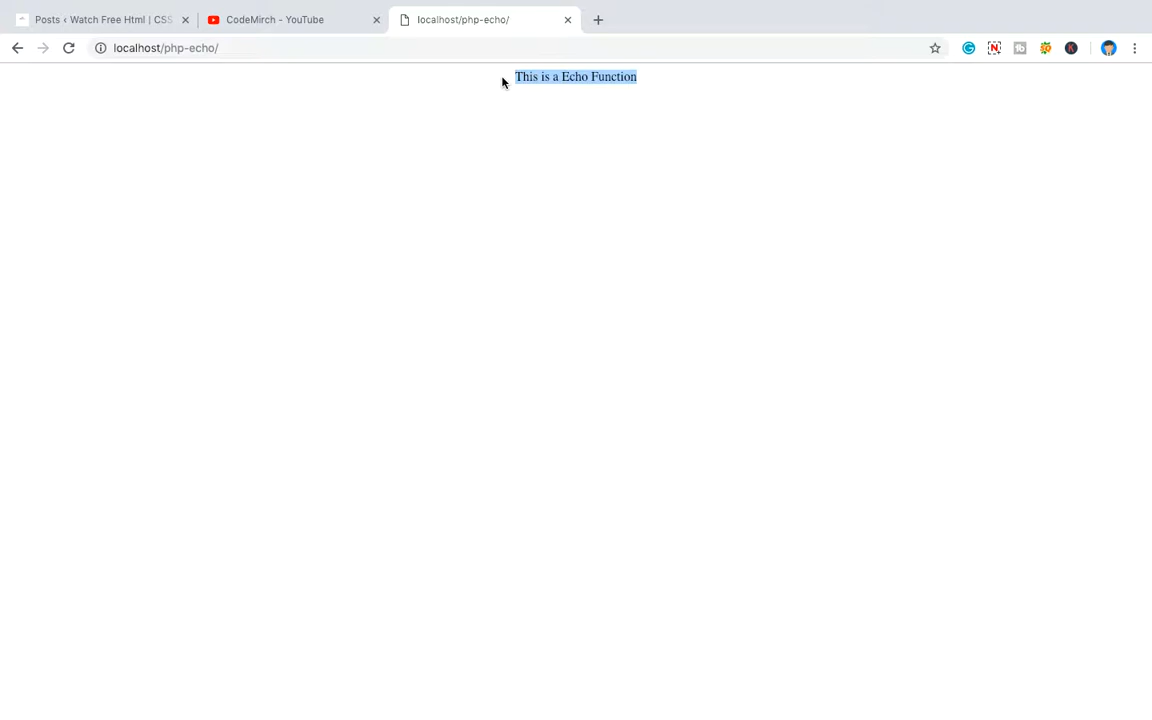 Posts ‹ Watch Free Html | CSS
CodeMirch - YouTube
localhost/php-echo/
localhost/php-echo/
This is a Echo Function